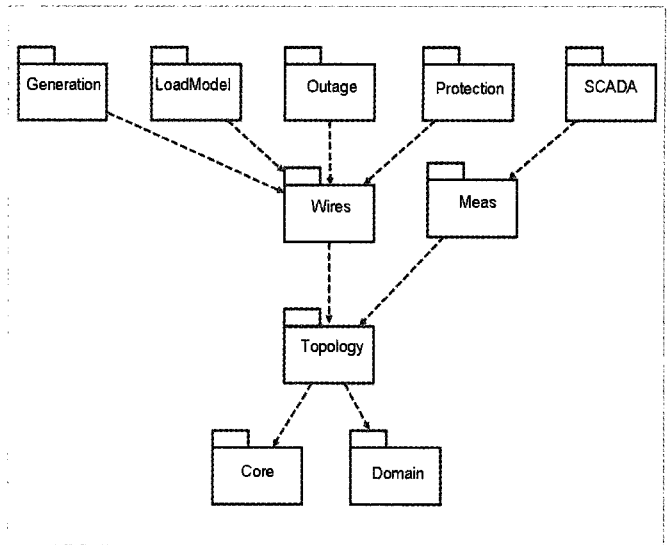 Generation
LoadModel
Outage
Protection
SCADA
Wires
Meas
Topology
Core
Domain